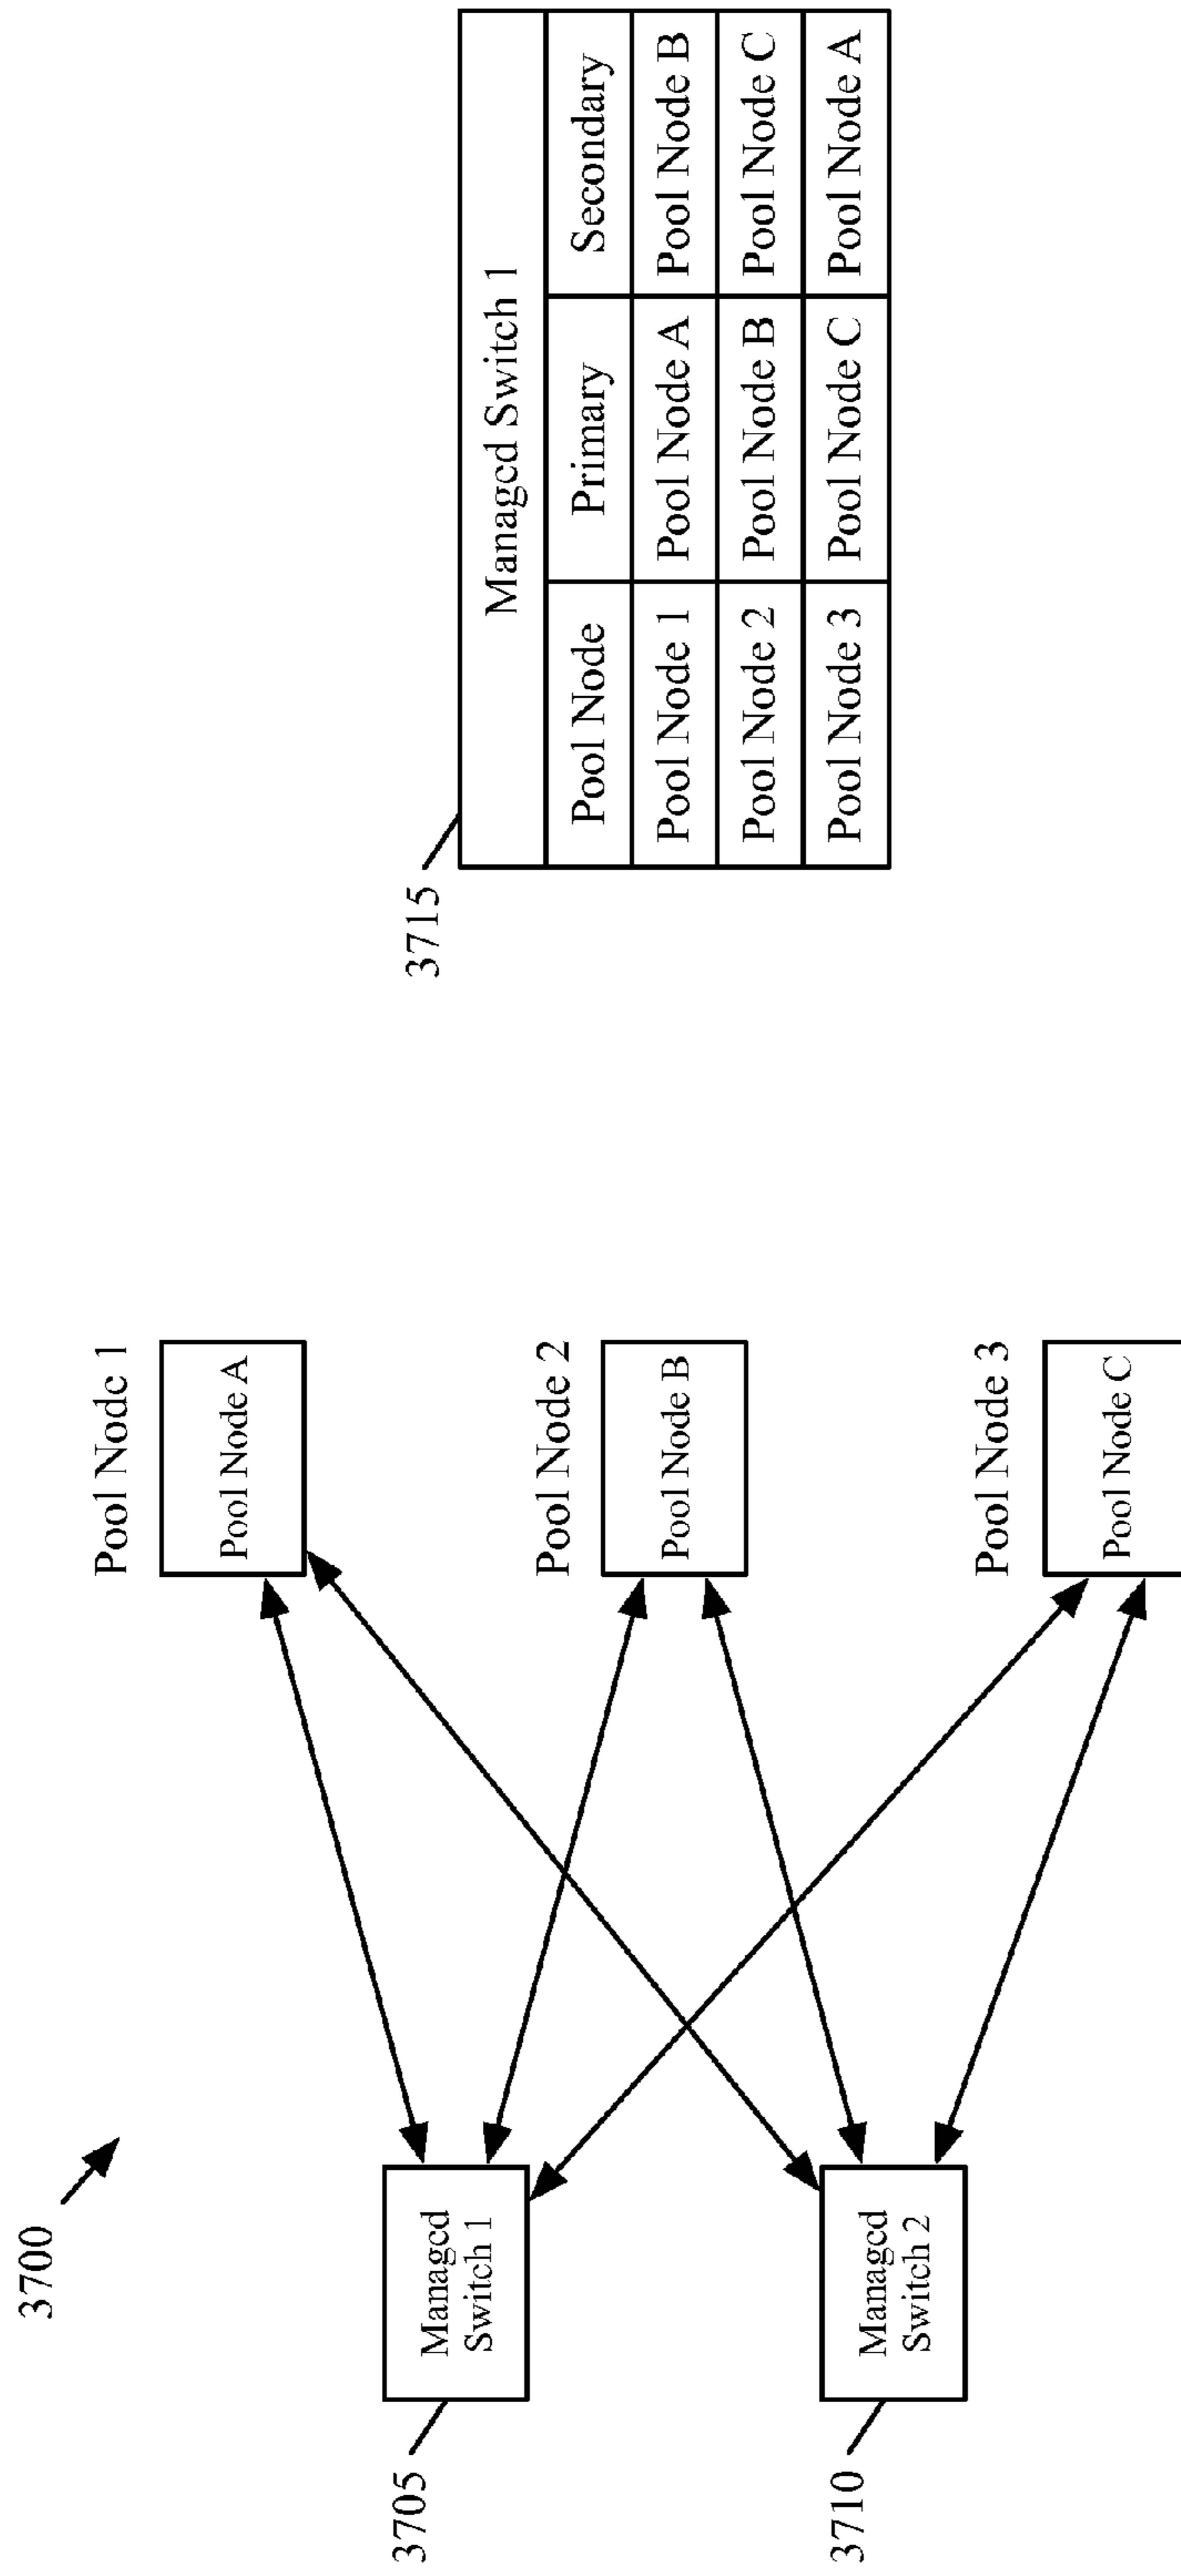 3700
Pool Node 1
Pool Node A
3705
Managed
Switch 1
Pool Node 2
Pool Node B
3710
Managed
Switch 2
Pool Node 3
Pool Node C
3715
Managed Switch 1
Pool Node Primary Secondary
Pool Node 1 Pool Node A Pool Node B
Pool Node 2 Pool Node B Pool Node C
Pool Node 3 Pool Node C Pool Node A